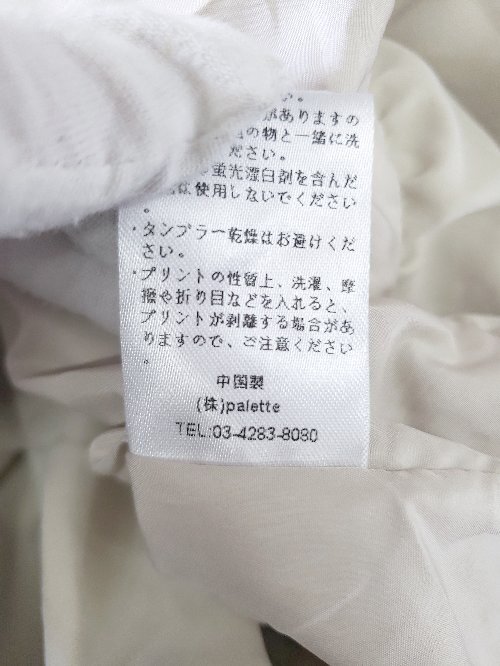 い。
がありますの
の物と一緒に洗
ださい。
蛍光漂白剤を含んだ
は使用しないでください
。
・タンブラー乾燥はお避けくだ
さい。
・プリントの性質上、洗濯、摩
擦や折り目などを入れると、
プリントが剥離する場合があ
りますので、ご注意ください
。
中国製
(株)palette
TEL:03-4283-8080